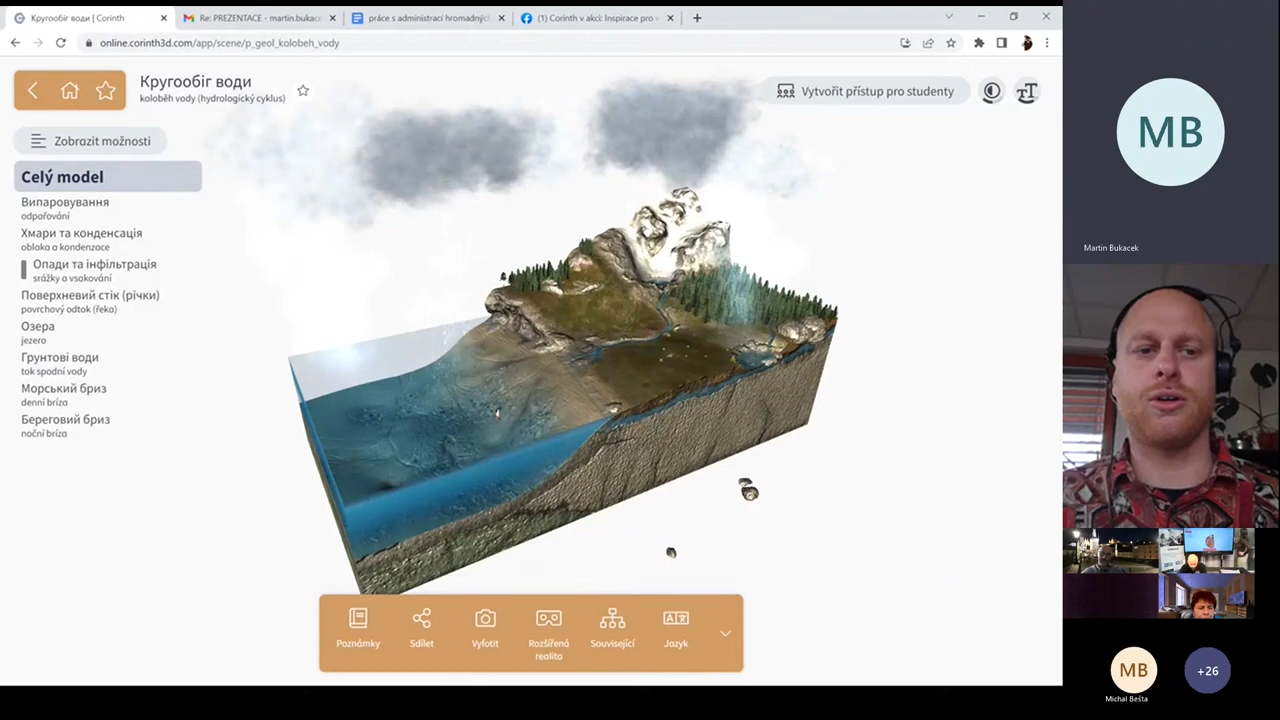 Кругообіг води | Corinth
Re: PREZENTACE - martin.bukace
práce s administrací hromadných
(1) Corinth v akci: Inspirace pro v
online.corinth3d.com/app/scene/p_geol_kolobeh_vody
Кругообіг води
koloběh vody (hydrologický cyklus)
Vytvořit přístup pro studenty
тT
Zobrazit možnosti
Celý model
Випаровування
odpařování
Хмари та конденсація
oblaka a kondenzace
Опади та інфільтрація
srážky a vsakování
Поверхневий стік (річки)
povrchový odtok (řeka)
Озера
jezero
Грунтові води
tok spodní vody
Морський бриз
denní bríza
Береговий бриз
noční bríza
Poznámky
Sdílet
Vyfotit
Rozšířená
realita
Související
Jazyk
MB
Martin Bukacek
MB
+26
Michal Bešta